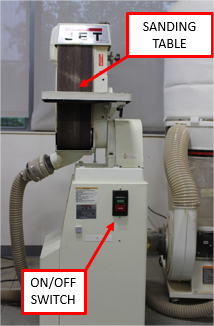 SANDING
TABLE
JET
ON/OFF
SWITCH